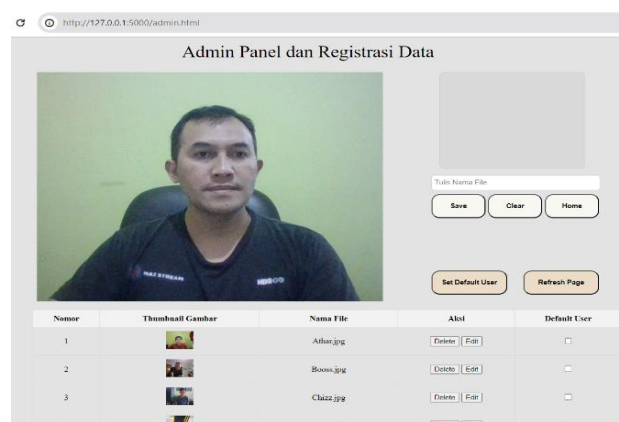 http://127.0.0.1:5000/admin.html
Admin Panel dan Registrasi Data
Tulis Nama File
Save Clear Home
Set Default User Refresh Page
Nomor Thumbnail Gambar Nama File Aksi Default User
1 Athar.jpg Delete Edit
2 Booss.jpg Delete Edit
3 Chizz.jpg Delete Edit